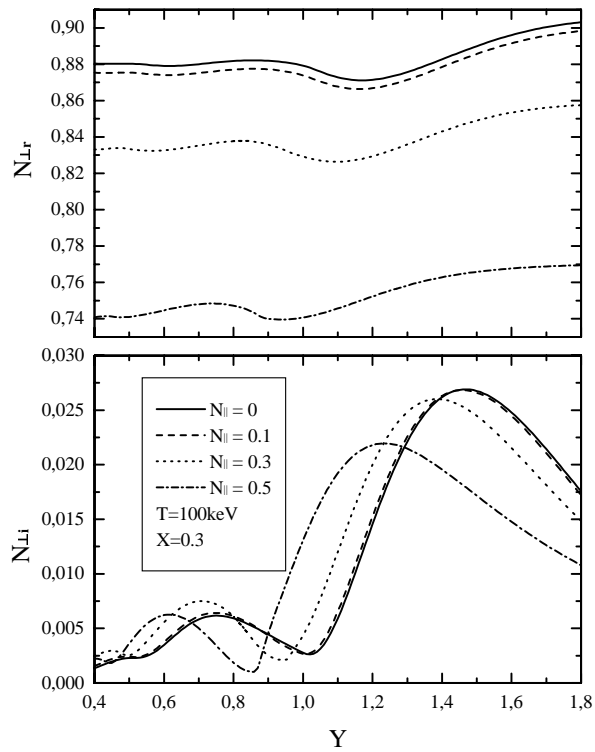 0,90
0,88
0,86
0,84
0,82
0,80
0,78
0,76
0,74
N⊥r
0,030
0,025
0,020
0,015
0,010
0,005
0,000
N⊥i
N|| = 0
N|| = 0.1
N|| = 0.3
N|| = 0.5
T=100keV
X=0.3
0,4 0,6 0,8 1,0 1,2 1,4 1,6 1,8
Y